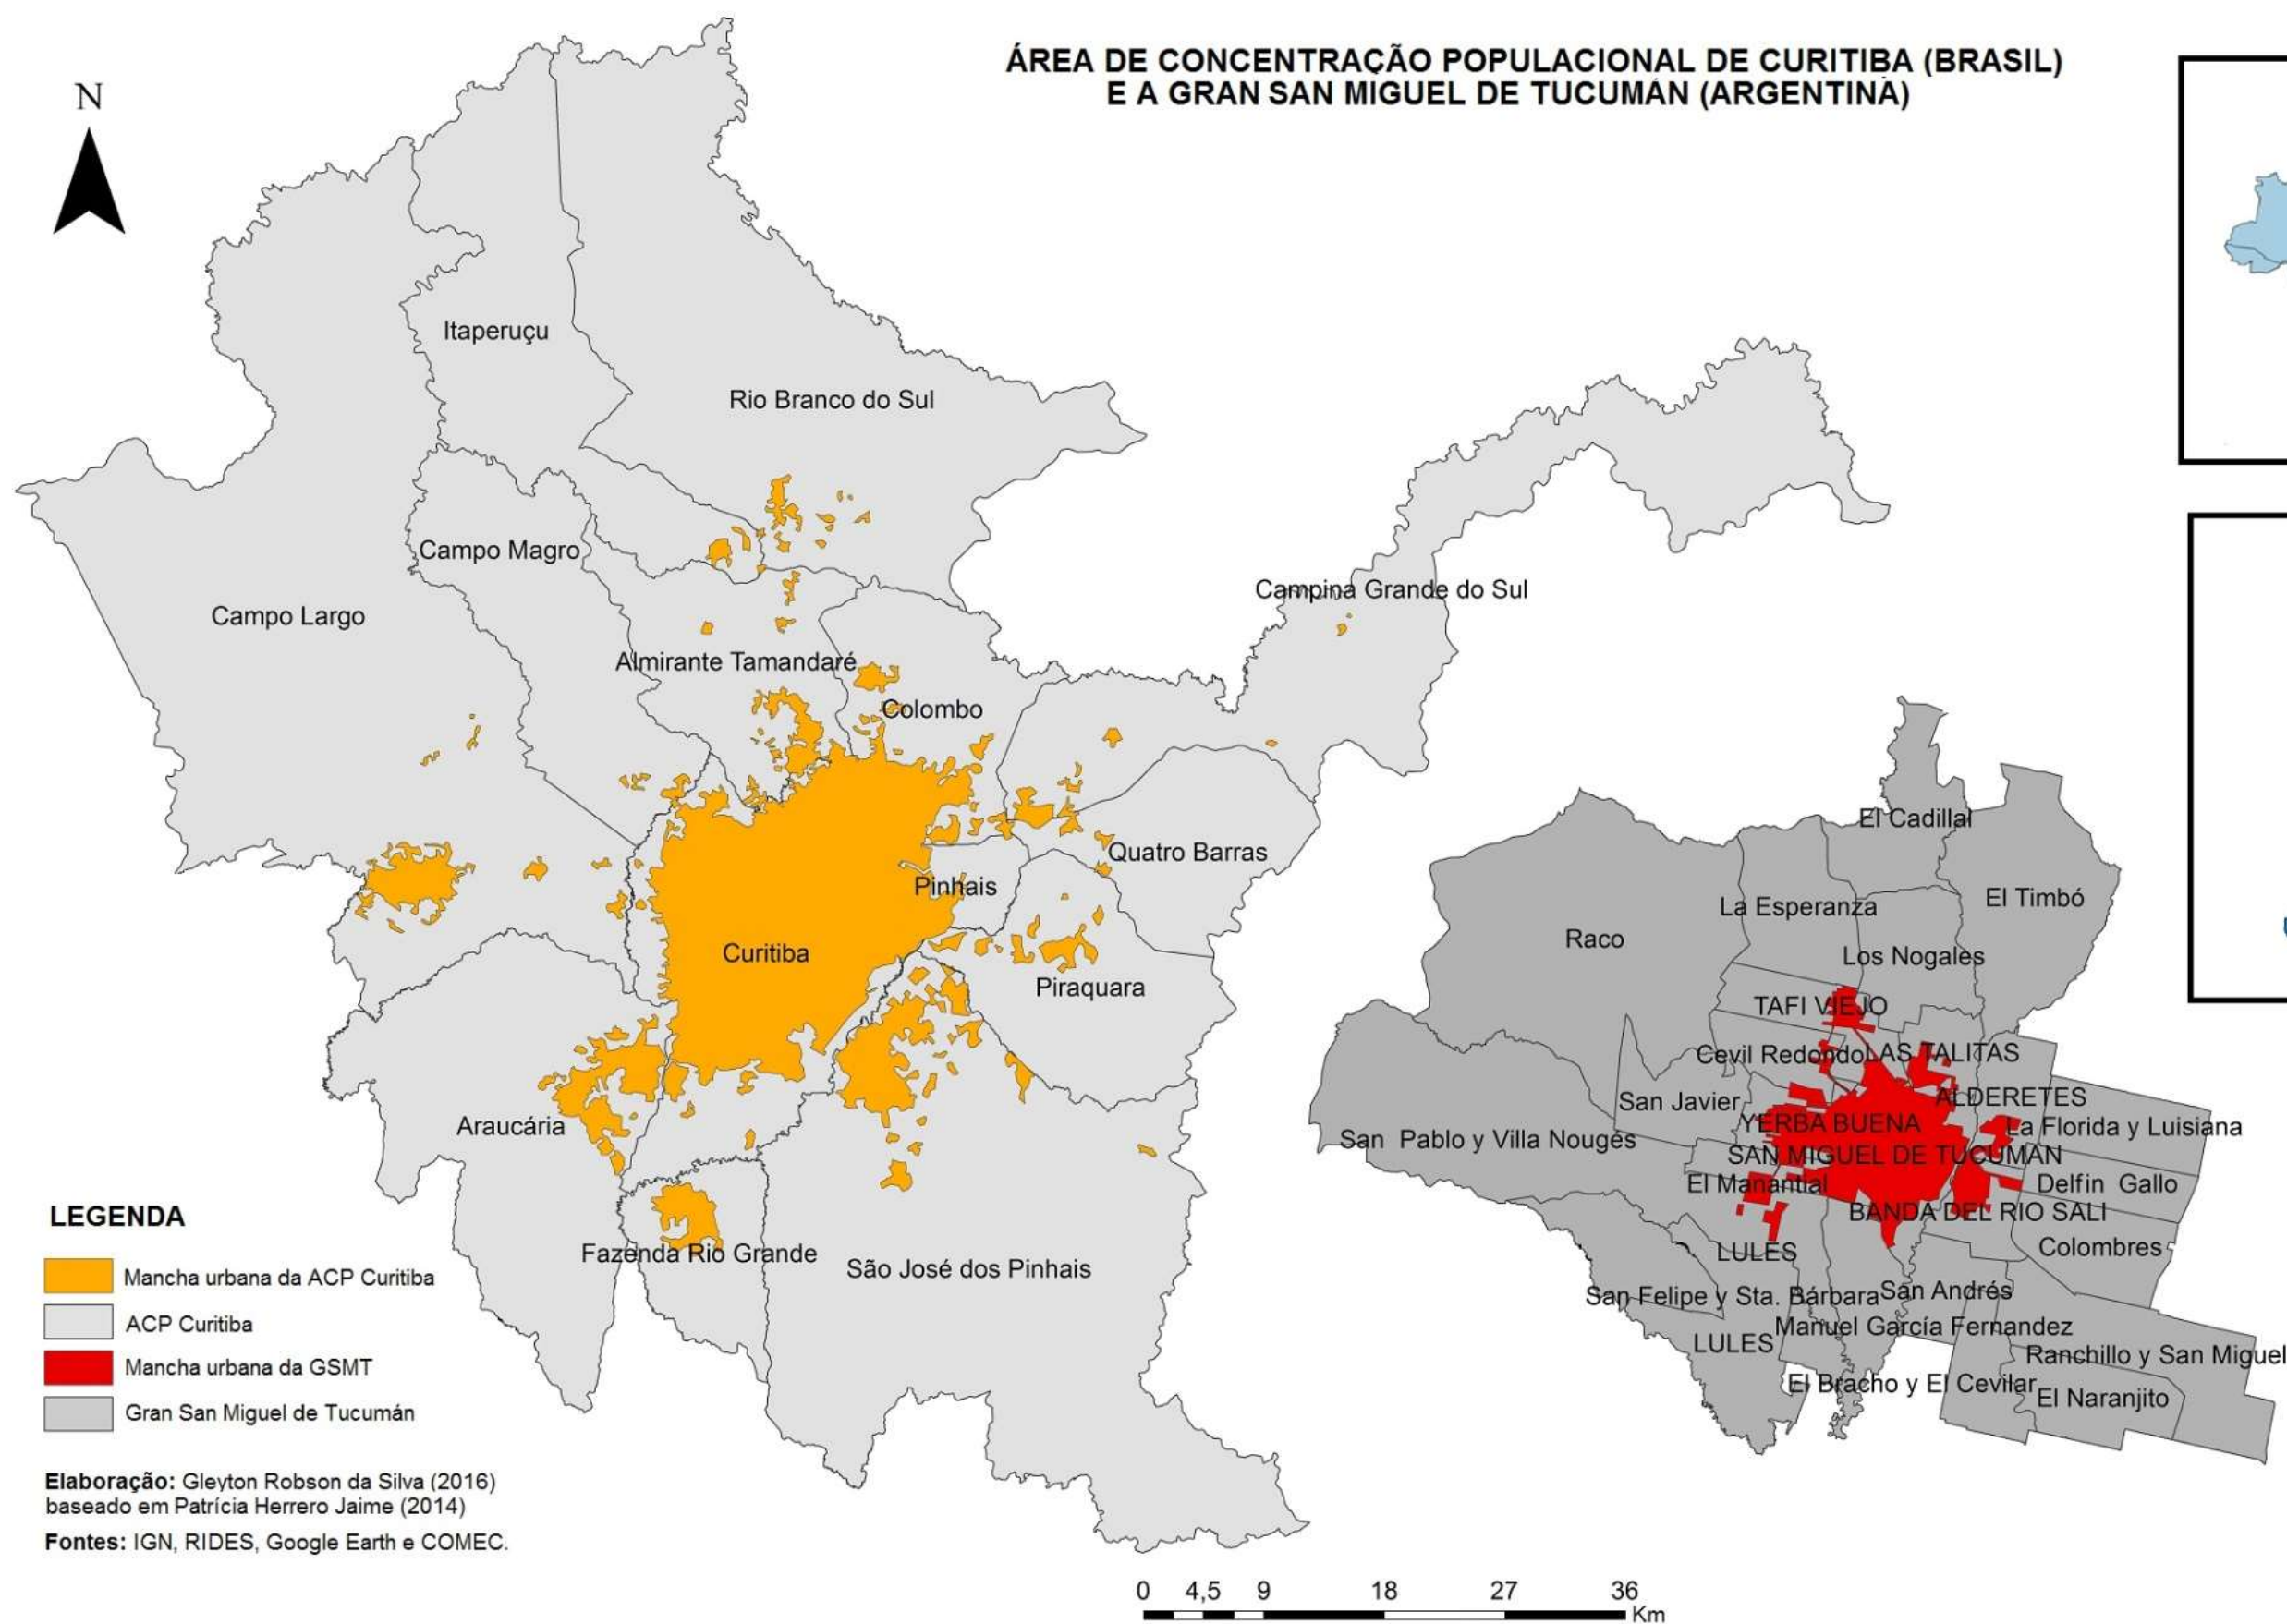 ÁREA DE CONCENTRAÇÃO POPULACIONAL DE CURITIBA (BRASIL)
E A GRAN SAN MIGUEL DE TUCUMÁN (ARGENTINA)
N
Itaperuçu
Rio Branco do Sul
Campo Magro
Campo Largo
Campina Grande do Sul
Almirante Tamandaré
Colombo
Quatro Barras
Pinhais
Curitiba
Piraquara
Araucária
Fazenda Rio Grande
São José dos Pinhais
El Cadillal
El Timbó
La Esperanza
Raco
Los Nogales
TAFI VIEJO
Cevil Redondo
LAS TALITAS
San Javier
ALDERETES
YERBA BUENA
La Florida y Luisiana
San Pablo y Villa Nougés
SAN MIGUEL DE TUCUMÁN
El Manantial
Delfin Gallo
BANDA DEL RIO SALI
LULES
Colombres
San Felipe y Sta. Bárbara
San Andrés
Manuel García Fernandez
LULES
Ranchillo y San Miguel
El Bracho y El Cevilar
El Naranjito
LEGENDA
Mancha urbana da ACP Curitiba
ACP Curitiba
Mancha urbana da GSMT
Gran San Miguel de Tucumán
Elaboração: Gleyton Robson da Silva (2016)
baseado em Patrícia Herrero Jaime (2014)
Fontes: IGN, RIDES, Google Earth e COMEC.
0 4,5 9 18 27 36
Km